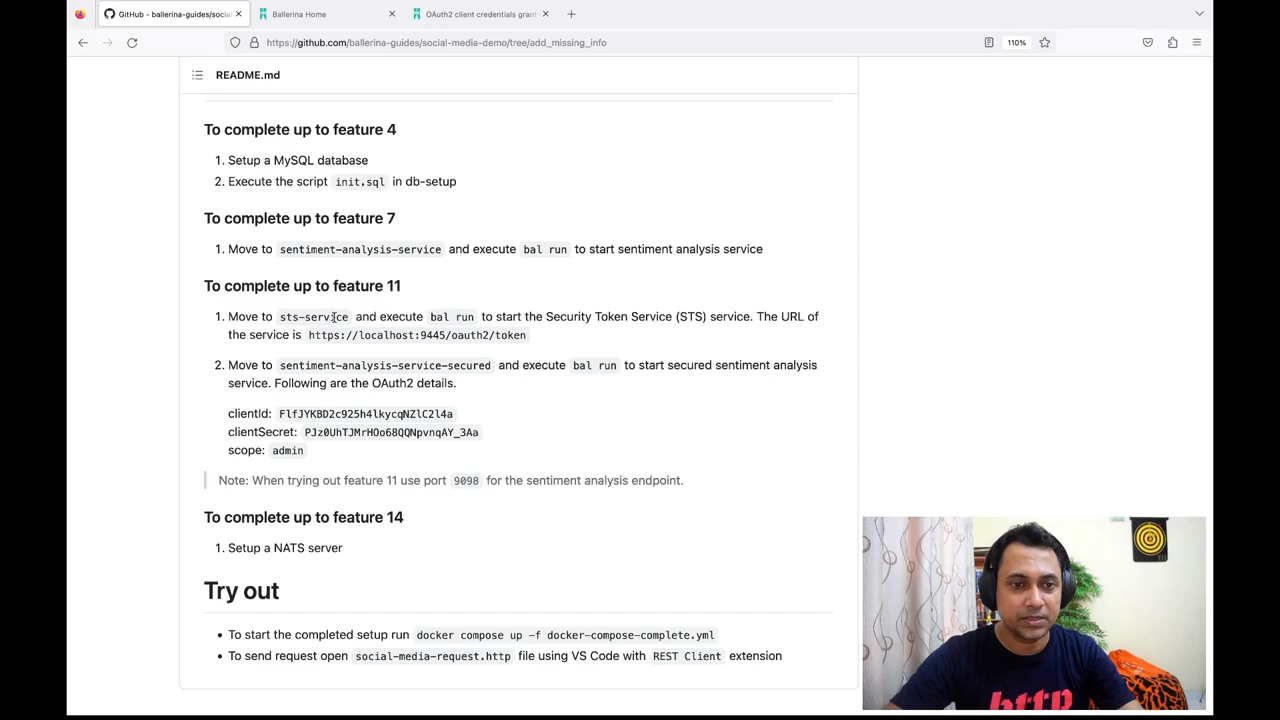 GitHub - ballerina-guides/social
Ballerina Home
OAuth2 client credentials grant
https://github.com/ballerina-guides/social-media-demo/tree/add_missing_info
110%
README.md
To complete up to feature 4
1. Setup a MySQL database
2. Execute the script init.sql in db-setup
To complete up to feature 7
1. Move to sentiment-analysis-service and execute bal run to start sentiment analysis service
To complete up to feature 11
1. Move to sts-service and execute bal run to start the Security Token Service (STS) service. The URL of
the service is https://localhost:9445/oauth2/token
2. Move to sentiment-analysis-service-secured and execute bal run to start secured sentiment analysis
service. Following are the OAuth2 details.
clientId: FlfJYKBD2c925h4lkycqNZlC2l4a
clientSecret: PJz0UhTJMrHOo68QQNpvnqAY_3Aa
scope: admin
Note: When trying out feature 11 use port 9098 for the sentiment analysis endpoint.
To complete up to feature 14
1. Setup a NATS server
Try out
• To start the completed setup run docker compose up -f docker-compose-complete.yml
• To send request open social-media-request.http file using VS Code with REST Client extension
http